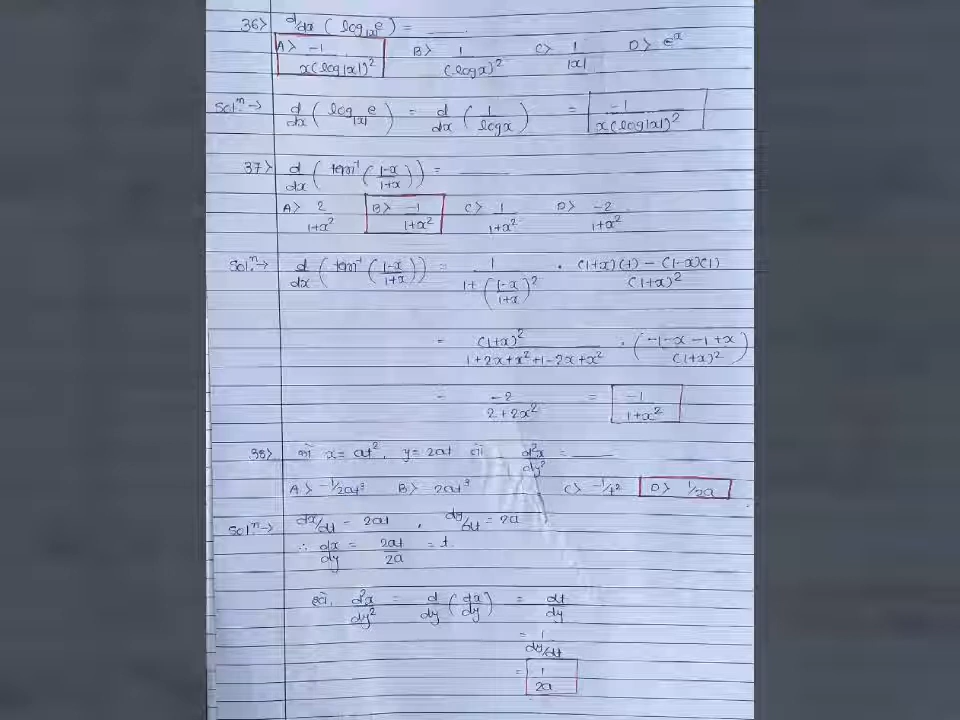 36> d/dx ( log|x| e ) = ____
A> -1/x(log|x|)² B> 1/(logx)² C> 1/|x| D> eˣ
Solⁿ.→ d/dx ( log|x| e ) = d/dx ( 1/logx ) = -1/x(log|x|)²
37> d/dx ( tan⁻¹ ( 1-x/1+x ) ) = ____
A> 2/1+x² B> -1/1+x² C> 1/1+x² D> -2/1+x²
Solⁿ.→ d/dx ( tan⁻¹ ( 1-x/1+x ) ) = 1/1+(1-x/1+x)² · (1+x)(-1) - (1-x)(1)/(1+x)²
= (1+x)²/1+2x+x²+1-2x+x² · ( -1-x-1+x/(1+x)² )
= -2/2+2x² = -1/1+x²
38> x = at², y = 2at d²x/dy² = ____
A> -1/2at³ B> 2at³ C> -1/t² D> 1/2a
Solⁿ→ dx/dt = 2at , dy/dt = 2a
∴ dx/dy = 2at/2a = t.
d²x/dy² = d/dy ( dx/dy ) = dt/dy
= 1/dy/dt
= 1/2a